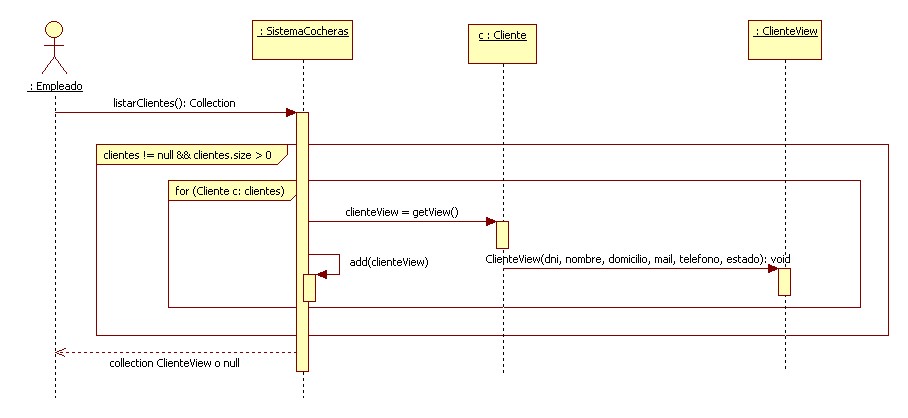 : SistemaCocheras
c : Cliente
: ClienteView
: Empleado
listarClientes(): Collection
clientes != null && clientes.size > 0
for (Cliente c: clientes)
clienteView = getView()
add(clienteView)
ClienteView(dni, nombre, domicilio, mail, telefono, estado): void
collection ClienteView o null